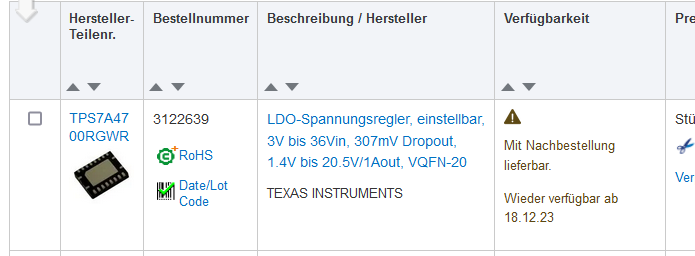 Hersteller-
Teilenr.
Bestellnummer
Beschreibung / Hersteller
Verfügbarkeit
Pre
TPS7A47
00RGWR
3122639
RoHS
Date/Lot
Code
LDO-Spannungsregler, einstellbar,
3V bis 36Vin, 307mV Dropout,
1.4V bis 20.5V/1Aout, VQFN-20
TEXAS INSTRUMENTS
Mit Nachbestellung
lieferbar.
Wieder verfügbar ab
18.12.23
Stü
Ver